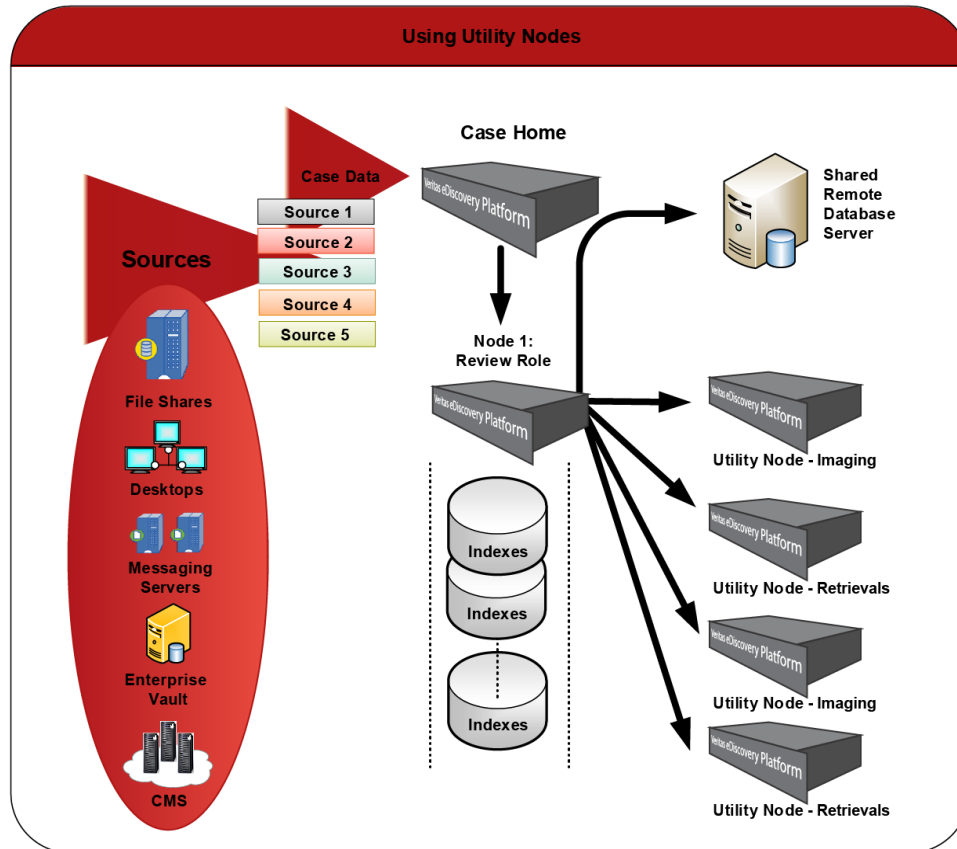 Using Utility Nodes
Case Home
Case Data
Source 1
Source 2
Source 3
Source 4
Source 5
Sources
File Shares
Desktops
Messaging
Servers
Enterprise
Vault
CMS
Veritas eDiscovery Platform
Node 1:
Review Role
Veritas eDiscovery Platform
Indexes
Indexes
Indexes
Shared
Remote
Database
Server
Veritas eDiscovery Platform
Utility Node - Imaging
Veritas eDiscovery Platform
Utility Node - Retrievals
Veritas eDiscovery Platform
Utility Node - Imaging
Veritas eDiscovery Platform
Utility Node - Retrievals